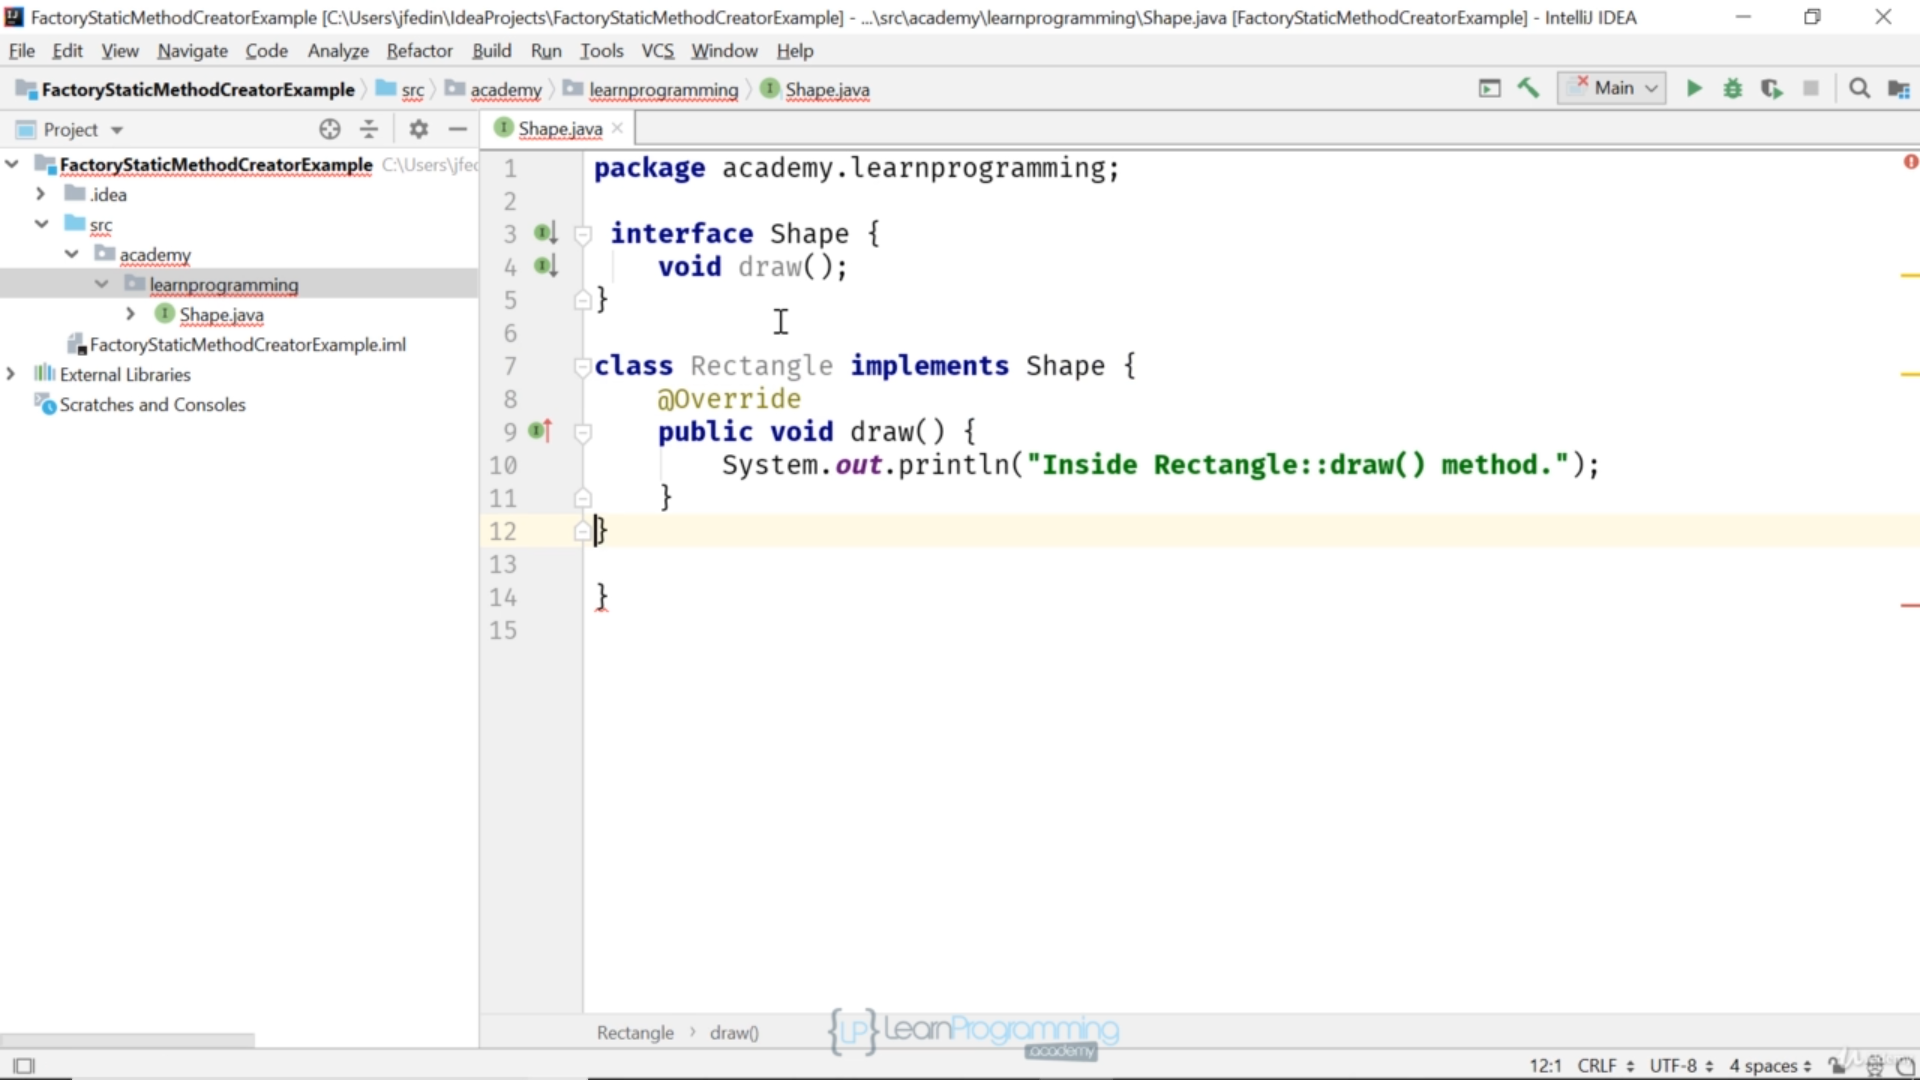 FactoryStaticMethodCreatorExample [C:\Users\jfedin\IdeaProjects\FactoryStaticMethodCreatorExample] - ...\src\academy\learnprogramming\Shape.java [FactoryStaticMethodCreatorExample] - IntelliJ IDEA
File Edit View Navigate Code Analyze Refactor Build Run Tools VCS Window Help
FactoryStaticMethodCreatorExample src academy learnprogramming Shape.java Main
Project
Shape.java
FactoryStaticMethodCreatorExample C:\Users\jfed
.idea
src
academy
learnprogramming
Shape.java
FactoryStaticMethodCreatorExample.iml
External Libraries
Scratches and Consoles
1 package academy.learnprogramming;
2
3 interface Shape {
4 void draw();
5 }
6
7 class Rectangle implements Shape {
8 @Override
9 public void draw() {
10 System.out.println("Inside Rectangle::draw() method.");
11 }
12 }
13
14 }
15
Rectangle › draw()
{LP} LearnProgramming
academy
12:1 CRLF UTF-8 4 spaces